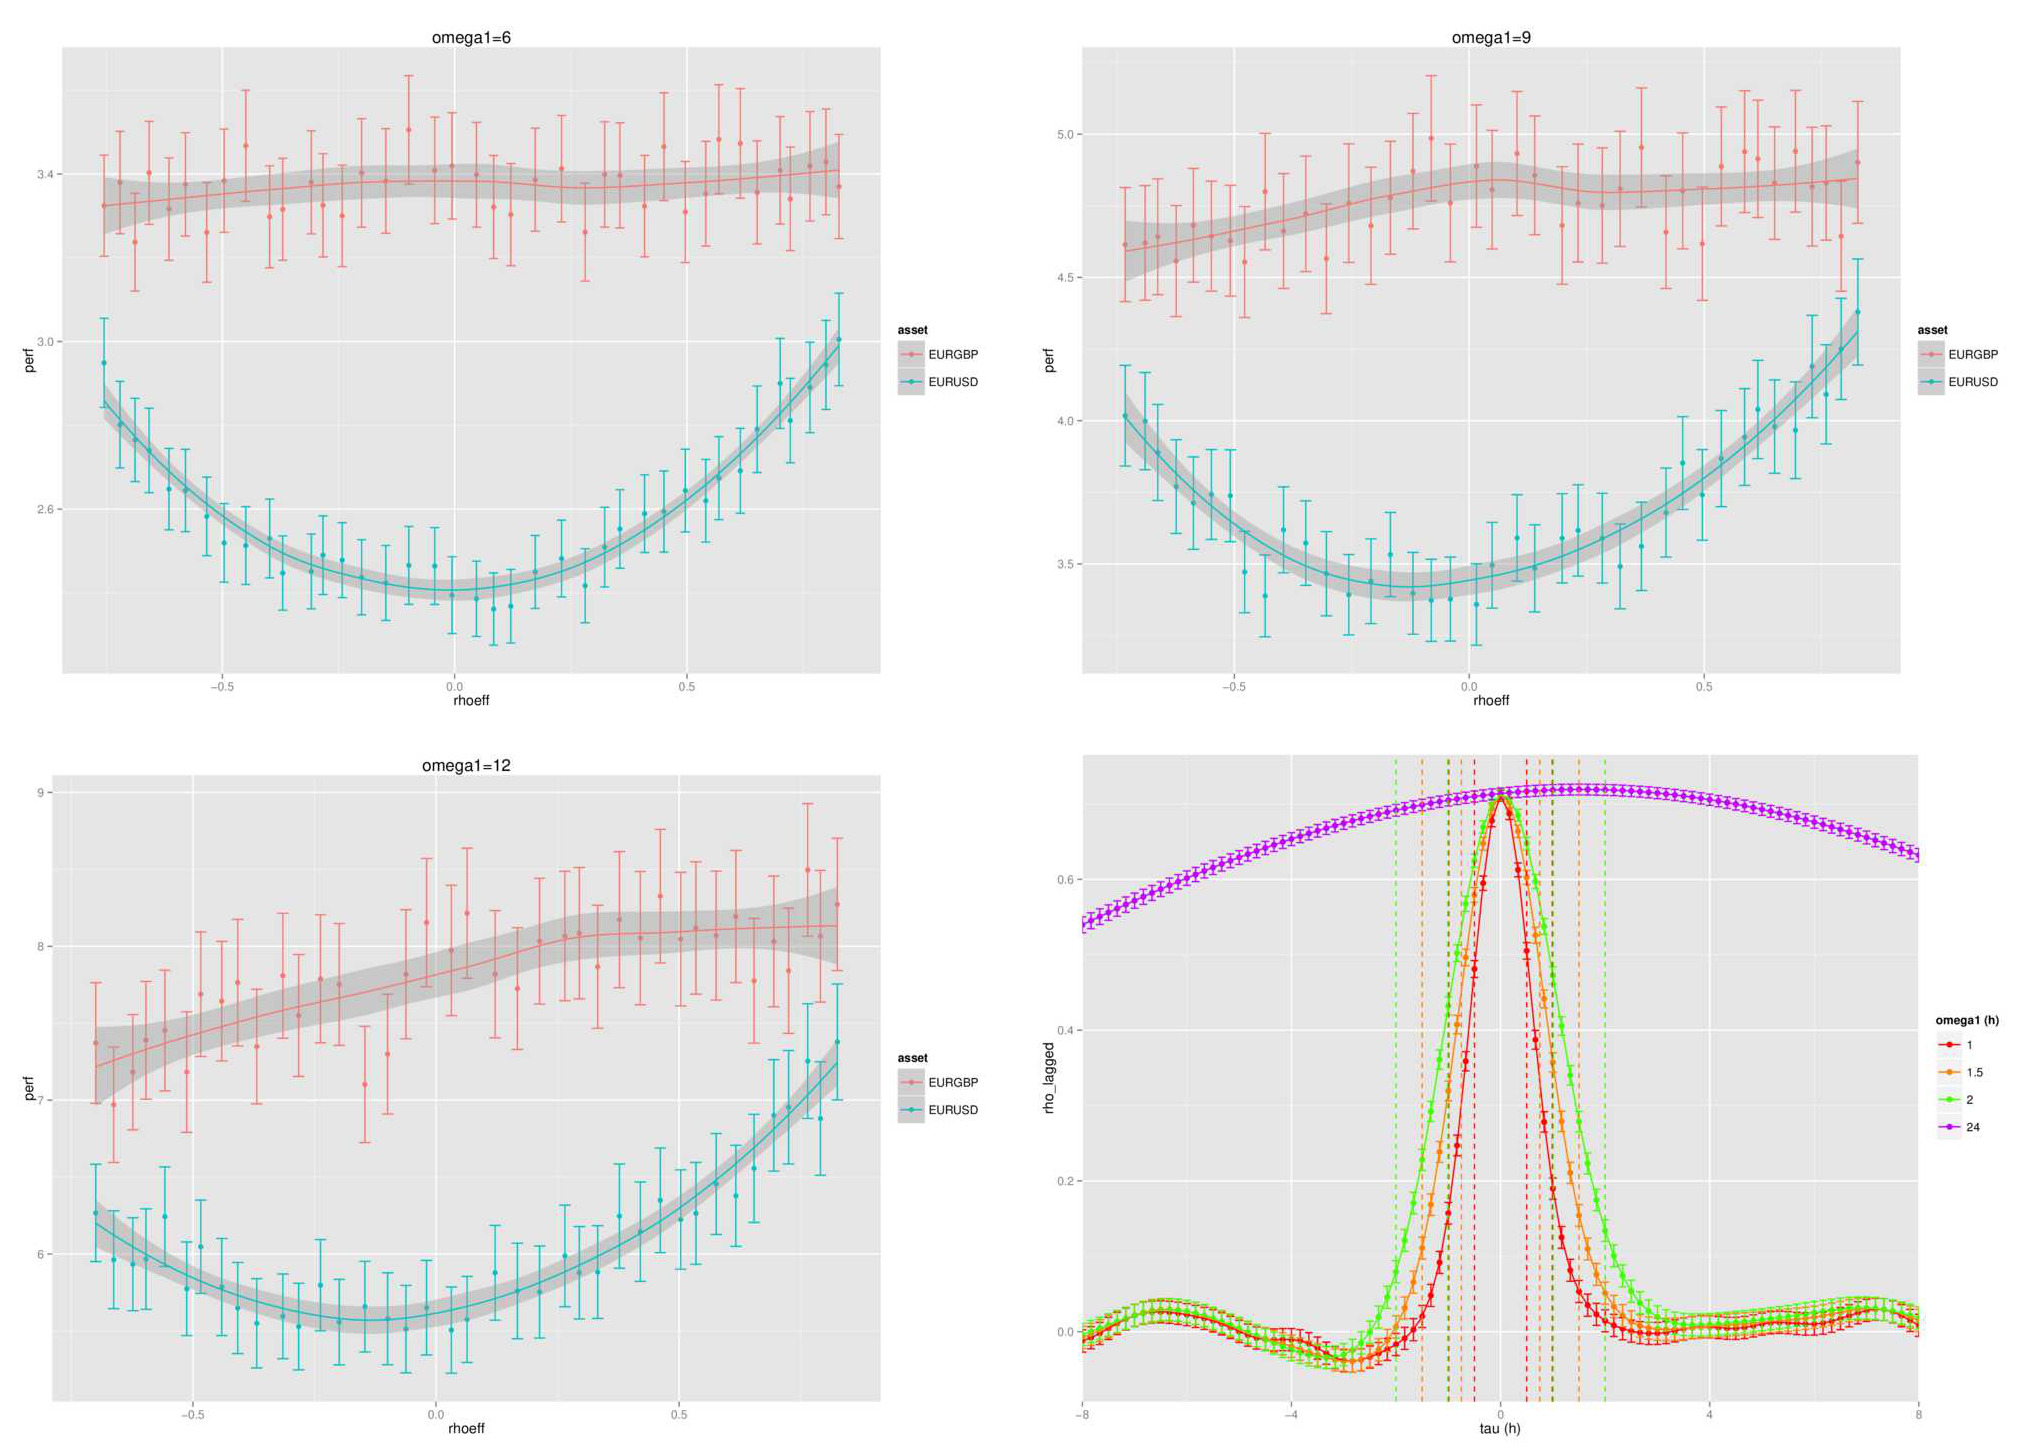 omega1=6
3.4
3.0
2.6
perf
−0.5
0.0
0.5
rhoeff
asset
EURGBP
EURUSD
omega1=9
5.0
4.5
4.0
3.5
perf
−0.5
0.0
0.5
rhoeff
asset
EURGBP
EURUSD
omega1=12
9
8
7
6
perf
−0.5
0.0
0.5
rhoeff
asset
EURGBP
EURUSD
0.6
0.4
0.2
0.0
rho_lagged
−8
−4
0
4
8
tau (h)
omega1 (h)
1
1.5
2
24